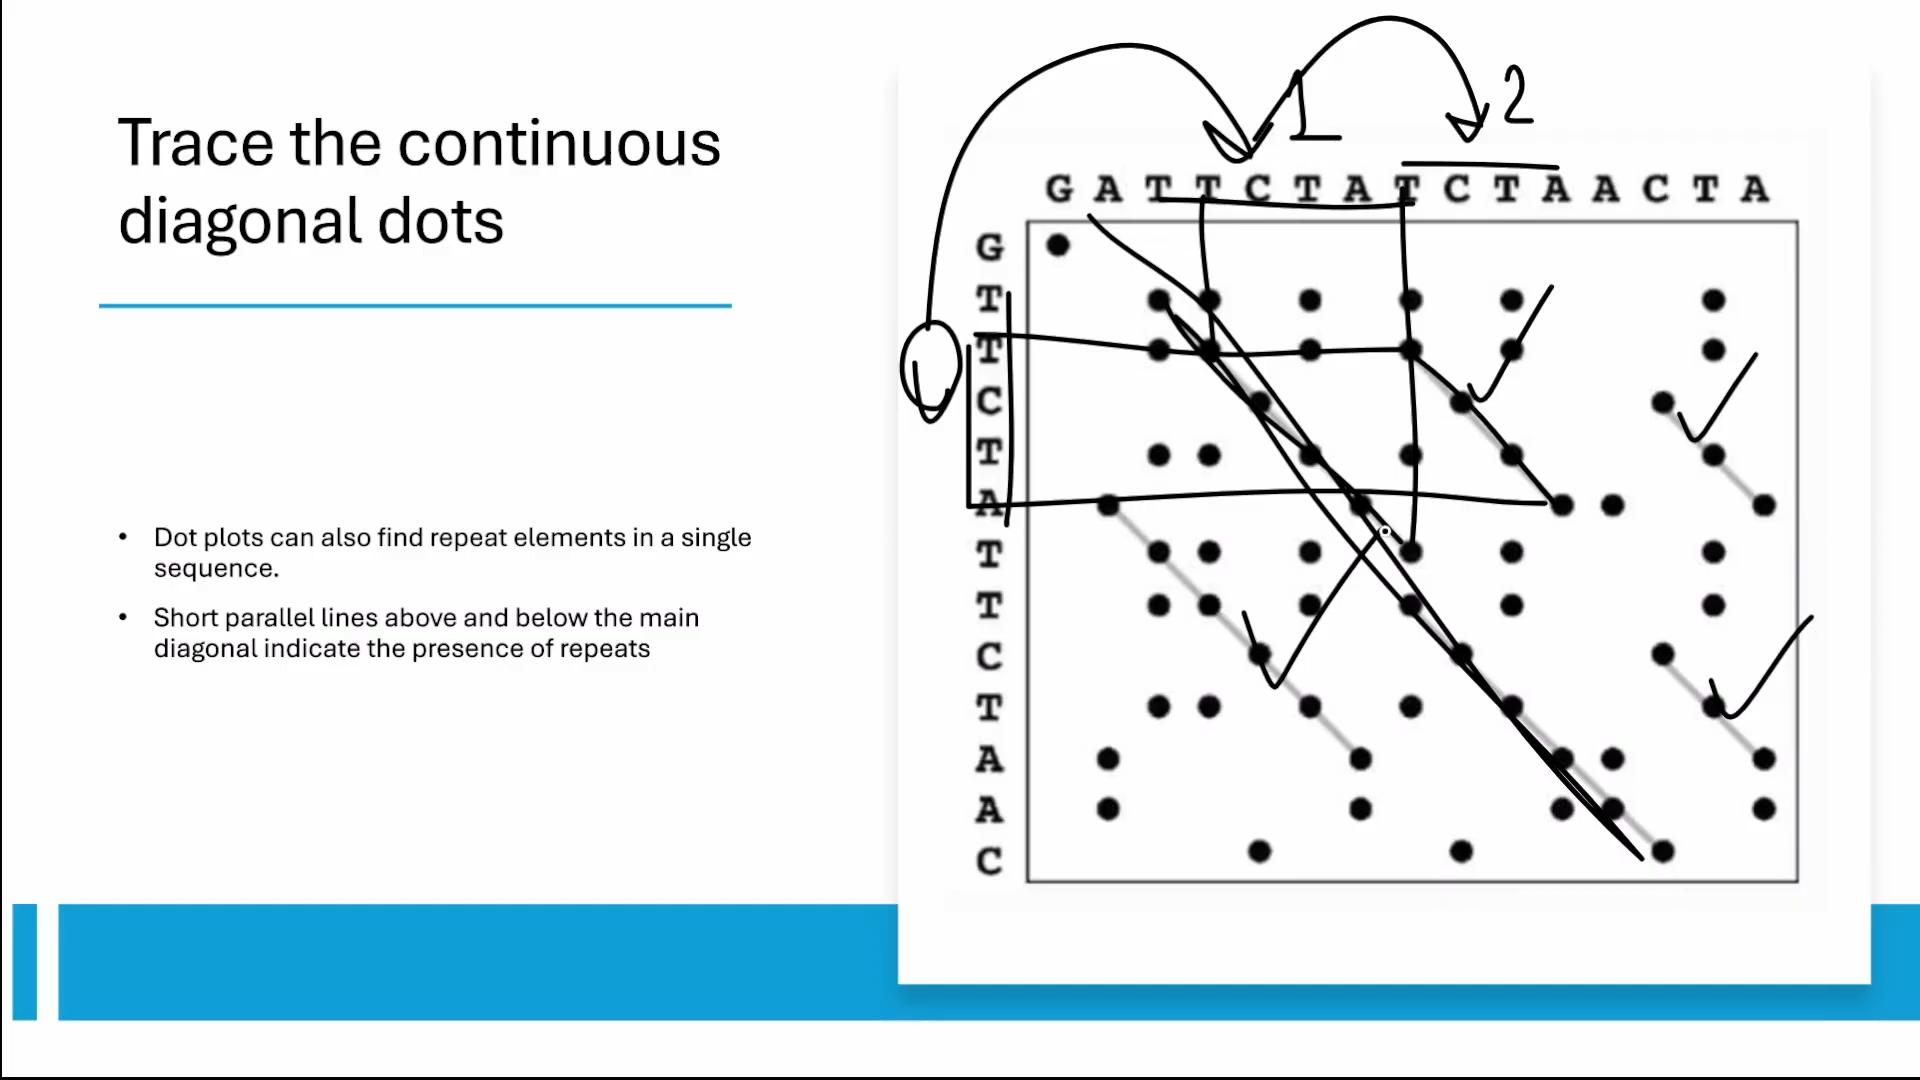 Trace the continuous
diagonal dots
• Dot plots can also find repeat elements in a single
sequence.
• Short parallel lines above and below the main
diagonal indicate the presence of repeats
1 2
G A T T C T A T C T A A C T A
G
T
T
C
T
A
T
T
C
T
A
A
C